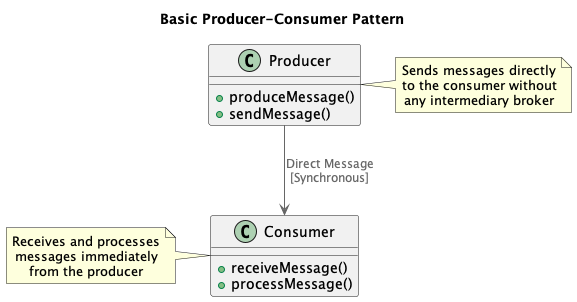 Basic Producer-Consumer Pattern
C Producer
produceMessage()
sendMessage()
Sends messages directly
to the consumer without
any intermediary broker
Direct Message
[Synchronous]
C Consumer
receiveMessage()
processMessage()
Receives and processes
messages immediately
from the producer